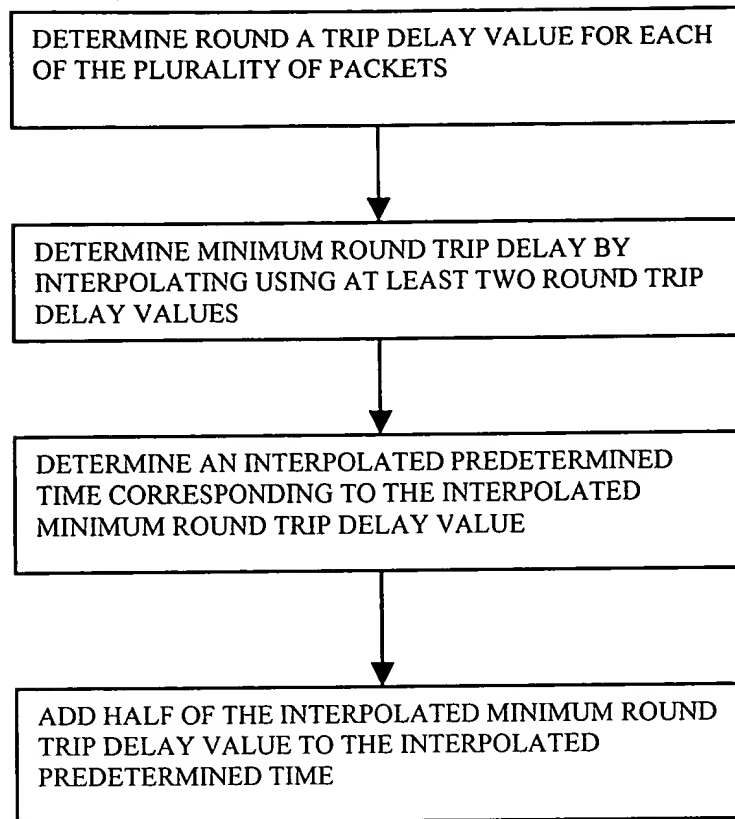 DETERMINE ROUND A TRIP DELAY VALUE FOR EACH
OF THE PLURALITY OF PACKETS
DETERMINE MINIMUM ROUND TRIP DELAY BY
INTERPOLATING USING AT LEAST TWO ROUND TRIP
DELAY VALUES
DETERMINE AN INTERPOLATED PREDETERMINED
TIME CORRESPONDING TO THE INTERPOLATED
MINIMUM ROUND TRIP DELAY VALUE
ADD HALF OF THE INTERPOLATED MINIMUM ROUND
TRIP DELAY VALUE TO THE INTERPOLATED
PREDETERMINED TIME